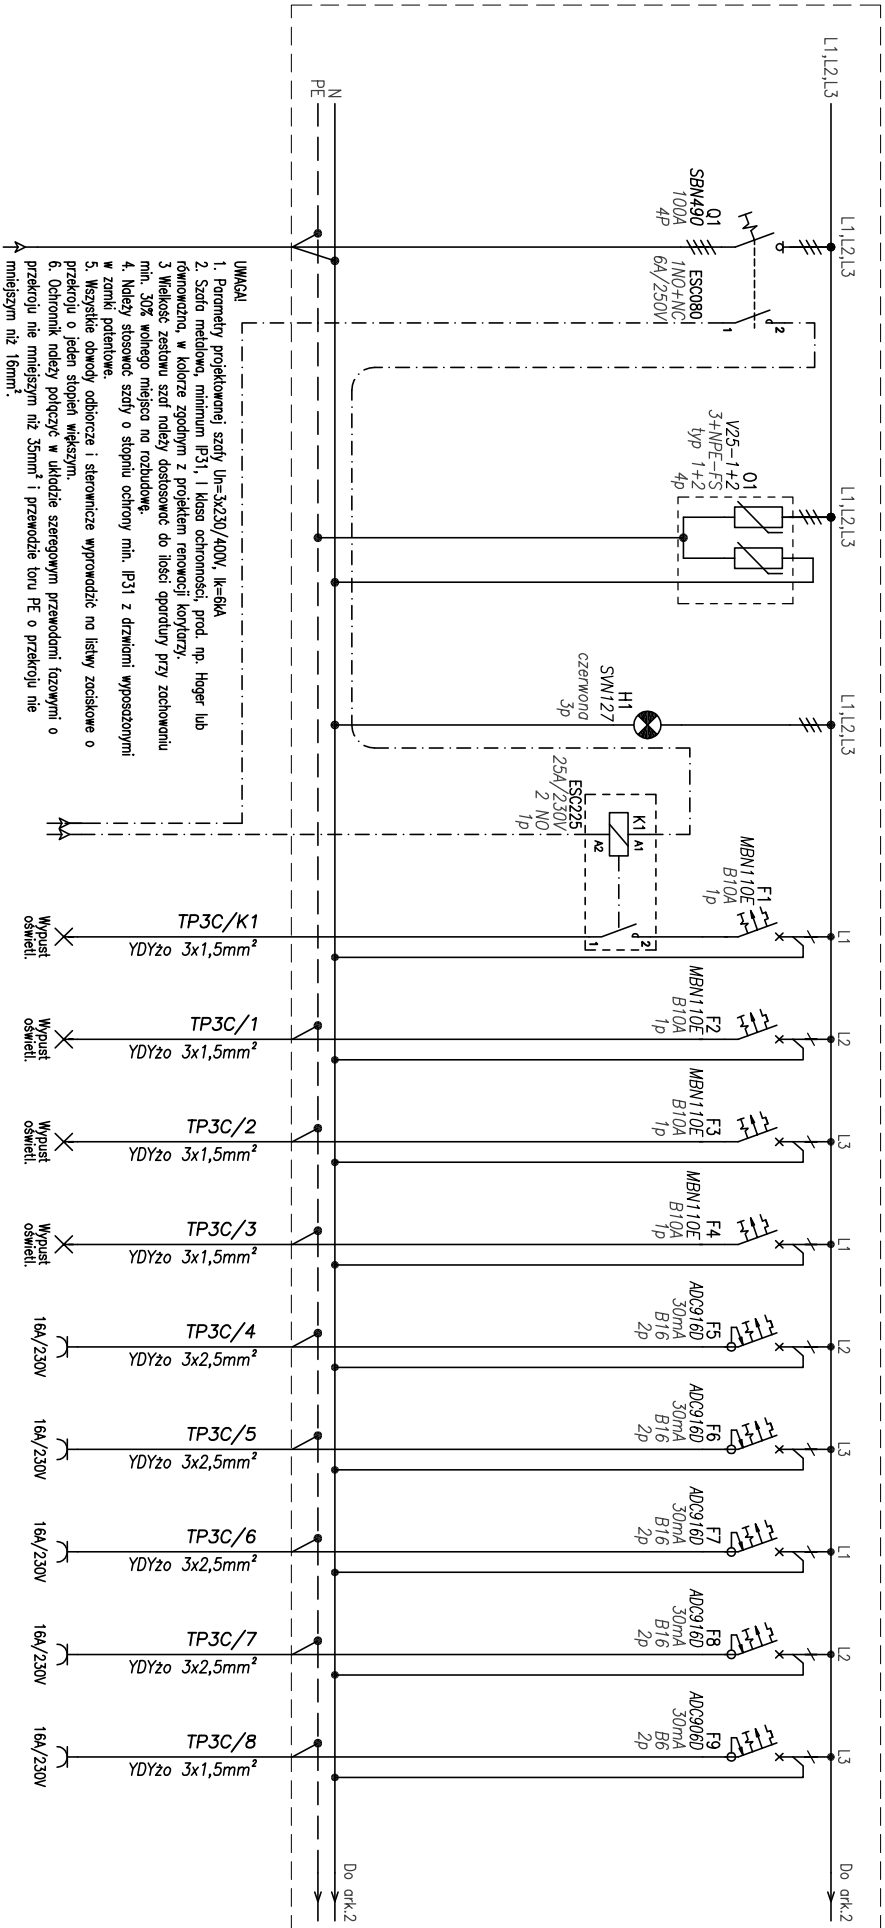 L1,L2,L3
N
PE
L1,L2,L3
Q1
SBN490
100A
4P
ESC080
1NO+NC
6A/250V
1
2
L1,L2,L3
O1
V25-1+2
3+NPE-FS
typ 1+2
4p
L1,L2,L3
H1
SVN127
czerwona
3p
K1
A1
A2
ESC225
25A/230V
2 NO
1p
1
2
L1
F1
MBN110E
B10A
1p
TP3C/K1
YDYżo 3x1,5mm²
Wypust
oświetl.
L2
F2
MBN110E
B10A
1p
TP3C/1
YDYżo 3x1,5mm²
Wypust
oświetl.
L3
F3
MBN110E
B10A
1p
TP3C/2
YDYżo 3x1,5mm²
Wypust
oświetl.
L1
F4
MBN110E
B10A
1p
TP3C/3
YDYżo 3x1,5mm²
Wypust
oświetl.
L2
F5
ADC916D
30mA
B16
2p
TP3C/4
YDYżo 3x2,5mm²
16A/230V
L3
F6
ADC916D
30mA
B16
2p
TP3C/5
YDYżo 3x2,5mm²
16A/230V
L1
F7
ADC916D
30mA
B16
2p
TP3C/6
YDYżo 3x2,5mm²
16A/230V
L2
F8
ADC916D
30mA
B16
2p
TP3C/7
YDYżo 3x2,5mm²
16A/230V
L3
F9
ADC906D
30mA
B6
2p
TP3C/8
YDYżo 3x1,5mm²
16A/230V
Do ark.2
Do ark.2
UWAGA!
1. Parametry projektowanej szafy Un=3x230/400V, Ik=6kA
2. Szafa metalowa, minimum IP31, I klasa ochronności, prod. np. Hager lub
równoważna, w kolorze zgodnym z projektem renowacji korytarzy.
3 Wielkość zestawu szaf należy dostosować do ilości aparatury przy zachowaniu
min. 30% wolnego miejsca na rozbudowę.
4. Należy stosować szafy o stopniu ochrony min. IP31 z drzwiami wyposażonymi
w zamki patentowe.
5. Wszystkie obwody odbiorcze i sterownicze wyprowadzić na listwy zaciskowe o
przekroju o jeden stopień większym.
6. Ochronnik należy połączyć w układzie szeregowym przewodami fazowymi o
przekroju nie mniejszym niż 35mm² i przewodzie toru PE o przekroju nie
mniejszym niż 16mm².